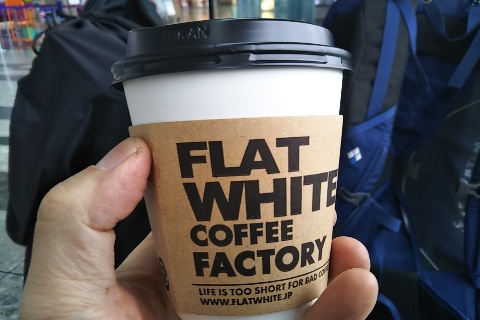 FLAT
WHITE
COFFEE
FACTORY
LIFE IS TOO SHORT FOR BAD
WWW.FLATWHITE.JP